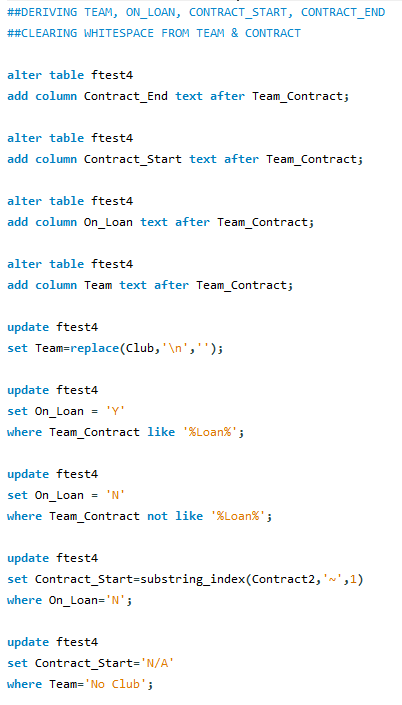 ##DERIVING TEAM, ON_LOAN, CONTRACT_START, CONTRACT_END
##CLEARING WHITESPACE FROM TEAM & CONTRACT
alter table ftest4
add column Contract_End text after Team_Contract;
alter table ftest4
add column Contract_Start text after Team_Contract;
alter table ftest4
add column On_Loan text after Team_Contract;
alter table ftest4
add column Team text after Team_Contract;
update ftest4
set Team=replace(Club,'\n','');
update ftest4
set On_Loan = 'Y'
where Team_Contract like '%Loan%';
update ftest4
set On_Loan = 'N'
where Team_Contract not like '%Loan%';
update ftest4
set Contract_Start=substring_index(Contract2,'~',1)
where On_Loan='N';
update ftest4
set Contract_Start='N/A'
where Team='No Club';